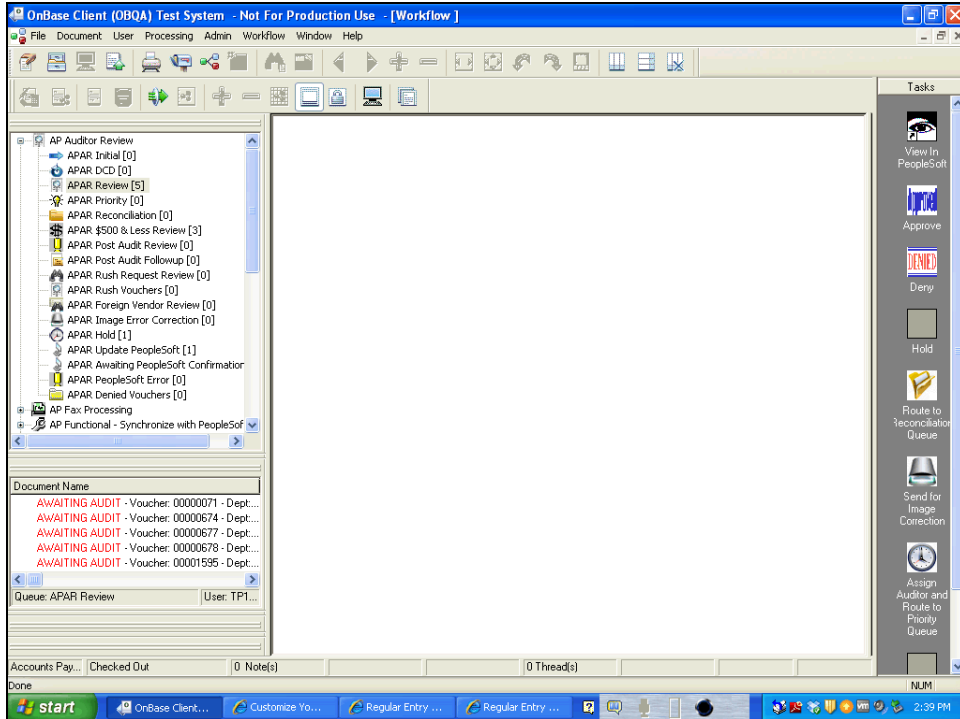 OnBase Client (OBQA) Test System - Not For Production Use - [Workflow ]
File Document User Processing Admin Workflow Window Help
Tasks
AP Auditor Review
APAR Initial [0]
APAR DCD [0]
APAR Review [5]
APAR Priority [0]
APAR Reconciliation [0]
APAR $500 & Less Review [3]
APAR Post Audit Review [0]
APAR Post Audit Followup [0]
APAR Rush Request Review [0]
APAR Rush Vouchers [0]
APAR Foreign Vendor Review [0]
APAR Image Error Correction [0]
APAR Hold [1]
APAR Update PeopleSoft [1]
APAR Awaiting PeopleSoft Confirmation
APAR PeopleSoft Error [0]
APAR Denied Vouchers [0]
AP Fax Processing
AP Functional - Synchronize with PeopleSof
Document Name
AWAITING AUDIT - Voucher: 00000071 - Dept:...
AWAITING AUDIT - Voucher: 00000674 - Dept:...
AWAITING AUDIT - Voucher: 00000677 - Dept:...
AWAITING AUDIT - Voucher: 00000678 - Dept:...
AWAITING AUDIT - Voucher: 00001595 - Dept:...
Queue: APAR Review User: TP1...
View In
PeopleSoft
Approved
Approve
DENIED
Deny
Hold
Route to
Reconciliation
Queue
Send for
Image
Correction
Assign
Auditor and
Route to
Priority
Queue
Accounts Pay... Checked Out 0 Note(s) 0 Thread(s)
Done NUM
start OnBase Client... Customize Yo... Regular Entry ... Regular Entry ... 2:39 PM